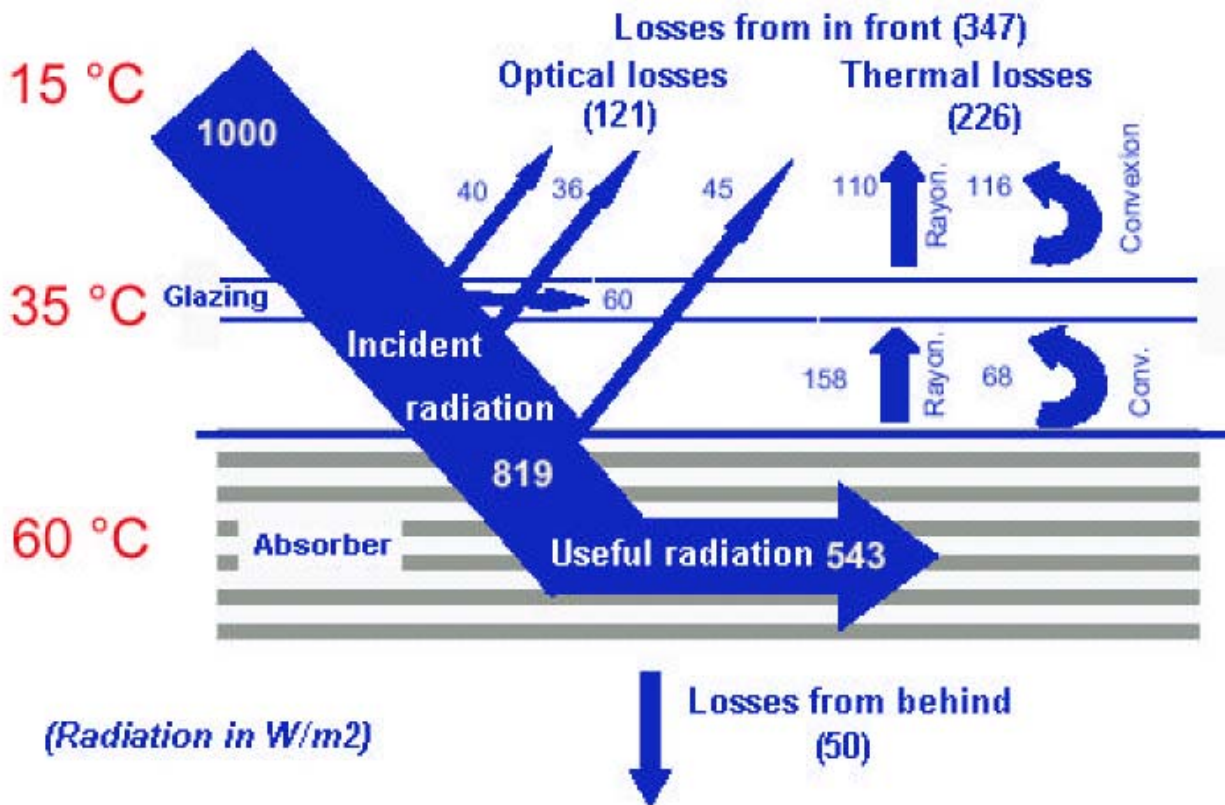 Losses from in front (347)
15 °C
Optical losses
(121)
Thermal losses
(226)
1000
40
36
45
110
Rayon.
116
Convexion
35 °C
Glazing
60
Incident
radiation
158
Rayon.
68
Conv.
819
60 °C
Absorber
Useful radiation 543
Losses from behind
(50)
(Radiation in W/m2)